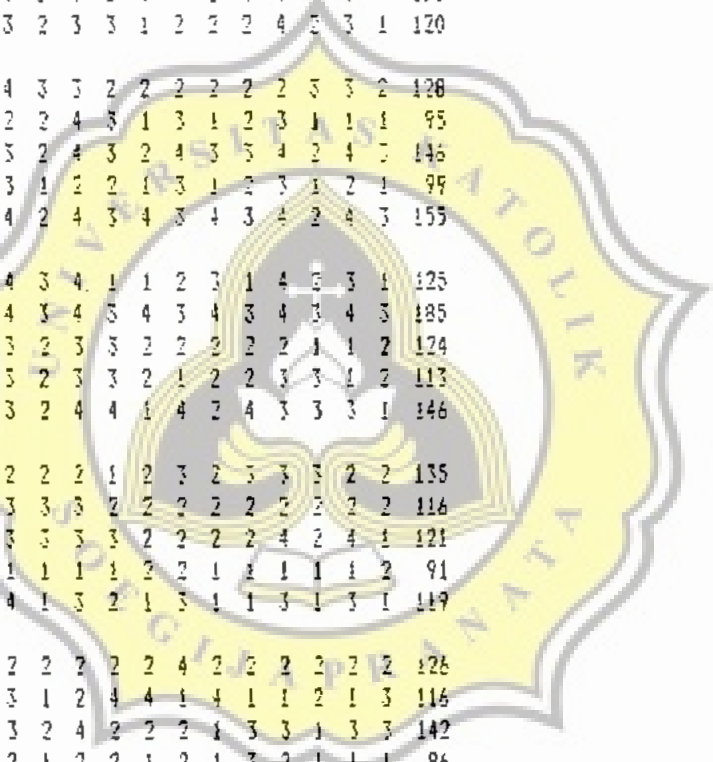 3 2 3 3 1 2 2 2 4 3 1 120
4 3 3 2 2 2 2 2 2 3 3 2 128
2 2 4 3 1 3 1 2 3 1 1 1 95
3 2 4 3 2 4 3 3 4 2 4 3 146
3 1 2 2 1 3 1 2 3 1 2 1 99
4 2 4 3 4 3 4 3 4 2 4 3 155
4 3 4 1 1 2 3 1 4 3 1 125
4 3 4 3 4 3 4 3 4 3 4 3 185
3 2 3 3 2 2 2 2 2 1 1 2 124
3 2 3 3 2 1 2 2 3 3 1 2 113
3 2 4 4 1 4 2 4 3 3 3 1 146
2 2 2 1 2 3 2 3 3 3 2 2 135
3 3 3 2 2 2 2 2 2 2 2 2 116
3 3 3 3 2 2 2 2 4 2 4 1 121
1 1 1 1 2 2 1 1 1 1 1 2 91
4 1 3 2 1 3 1 1 3 1 3 1 119
2 2 2 2 2 4 2 2 2 2 2 2 126
3 1 2 4 4 1 4 1 1 2 1 3 116
3 2 4 2 2 2 1 3 3 1 3 3 142
96
UNIVERSITAS KATOLIK
SOEGIJAPRANATA